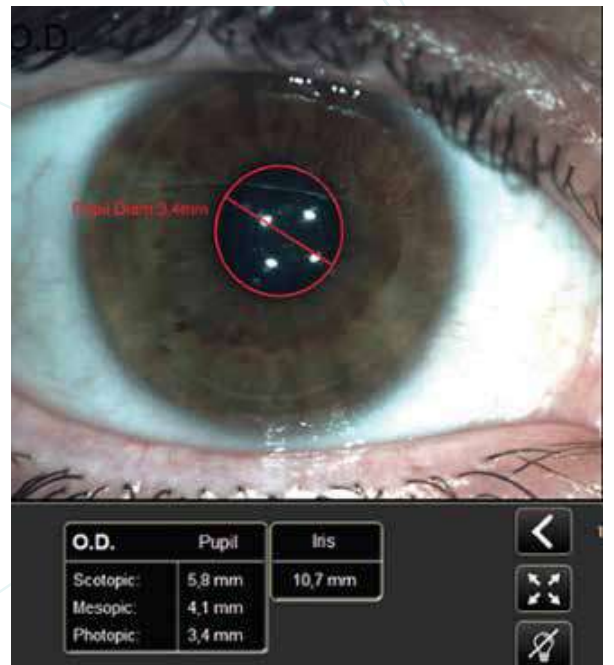 O.D.
Pupil Diam:3,4mm
O.D. Pupil Iris
Scotopic: 5,8 mm 10,7 mm
Mesopic: 4,1 mm
Photopic: 3,4 mm